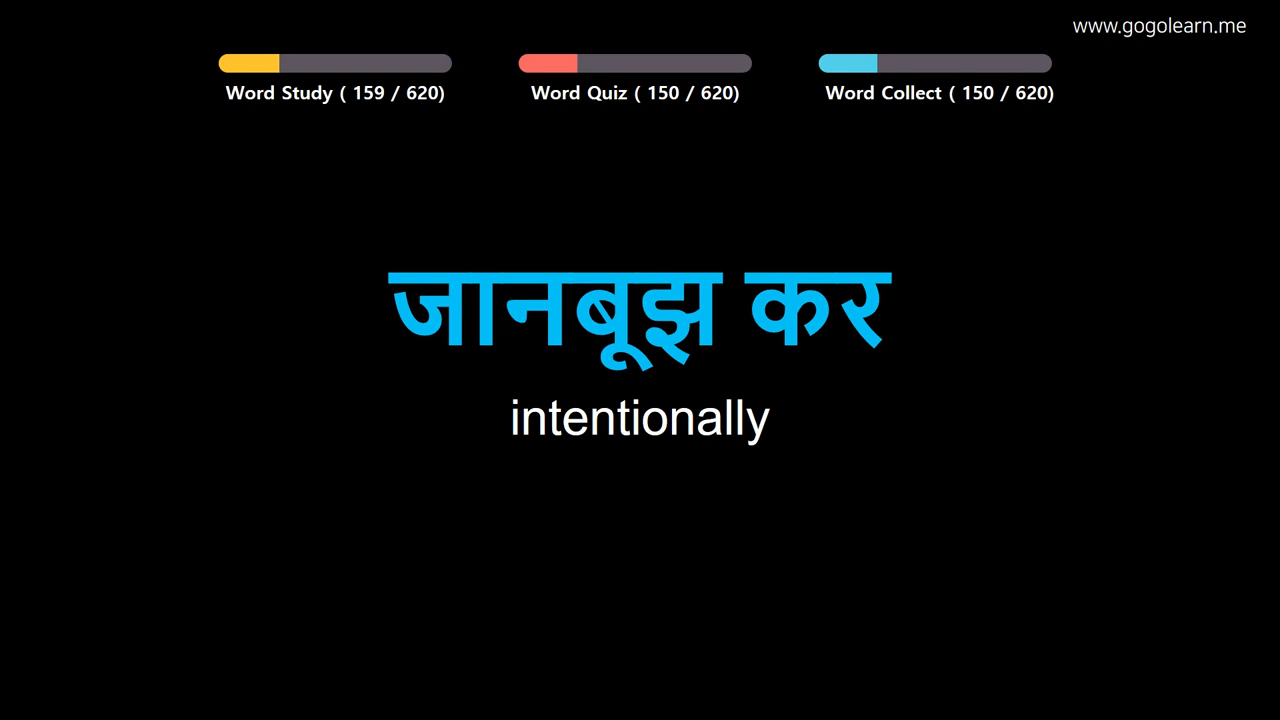 www.gogolearn.me
Word Study ( 159 / 620)
Word Quiz ( 150 / 620)
Word Collect ( 150 / 620)
जानबूझ कर
intentionally